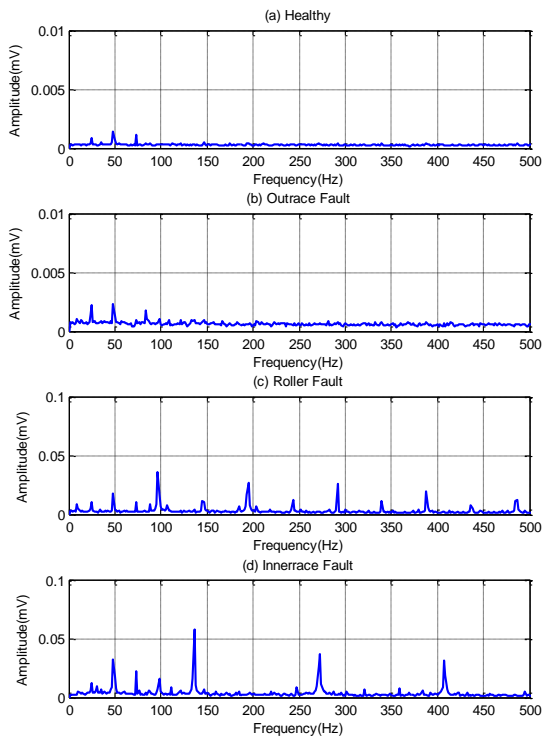 (a) Healthy
0.01
0.005
0
Amplitude(mV)
0 50 100 150 200 250 300 350 400 450 500
Frequency(Hz)
(b) Outrace Fault
0.01
0.005
0
Amplitude(mV)
0 50 100 150 200 250 300 350 400 450 500
Frequency(Hz)
(c) Roller Fault
0.1
0.05
0
Amplitude(mV)
0 50 100 150 200 250 300 350 400 450 500
Frequency(Hz)
(d) Innerrace Fault
0.1
0.05
0
Amplitude(mV)
0 50 100 150 200 250 300 350 400 450 500
Frequency(Hz)